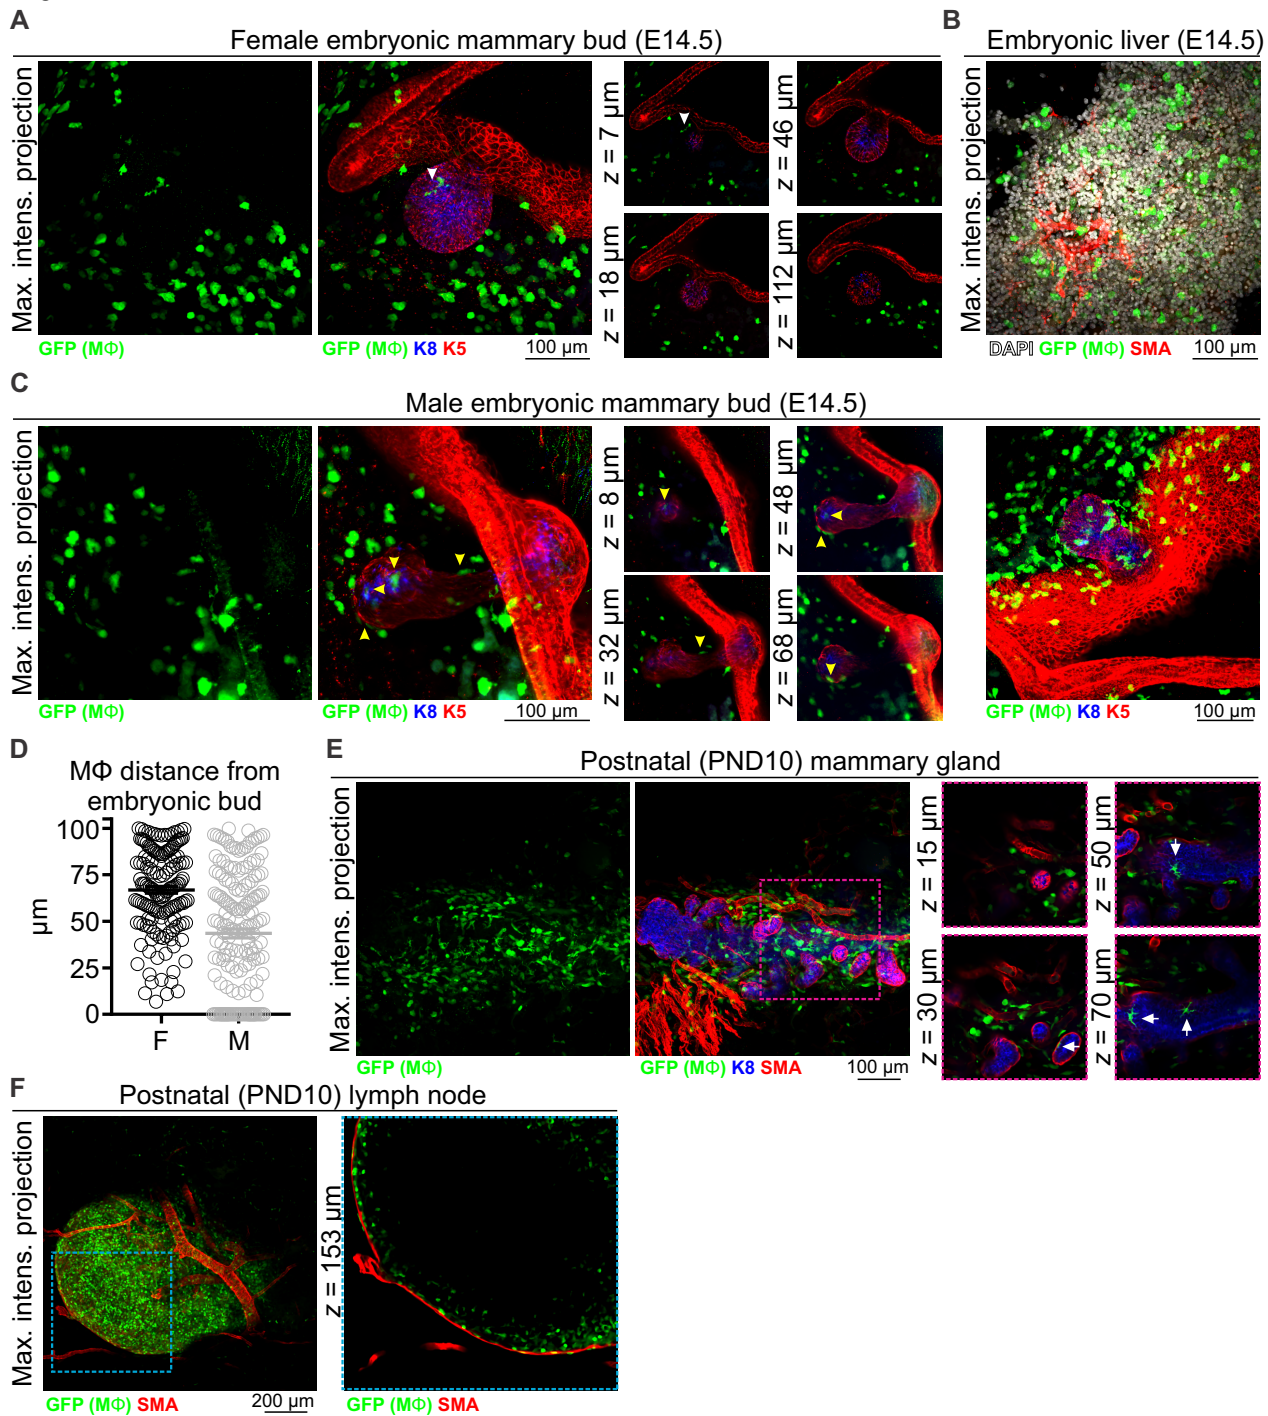 A
Female embryonic mammary bud (E14.5)
Max. intens. projection
GFP (MΦ)
GFP (MΦ) K8 K5
100 µm
z = 7 µm
z = 46 µm
z = 18 µm
z = 112 µm
B
Embryonic liver (E14.5)
Max. intens. projection
DAPI GFP (MΦ) SMA
100 µm
C
Male embryonic mammary bud (E14.5)
Max. intens. projection
GFP (MΦ)
GFP (MΦ) K8 K5
100 µm
z = 8 µm
z = 48 µm
z = 32 µm
z = 68 µm
GFP (MΦ) K8 K5
100 µm
D
MΦ distance from
embryonic bud
µm
100
75
50
25
0
F
M
E
Postnatal (PND10) mammary gland
Max. intens. projection
GFP (MΦ)
GFP (MΦ) K8 SMA
100 µm
z = 15 µm
z = 50 µm
z = 30 µm
z = 70 µm
F
Postnatal (PND10) lymph node
Max. intens. projection
GFP (MΦ) SMA
200 µm
z = 153 µm
GFP (MΦ) SMA